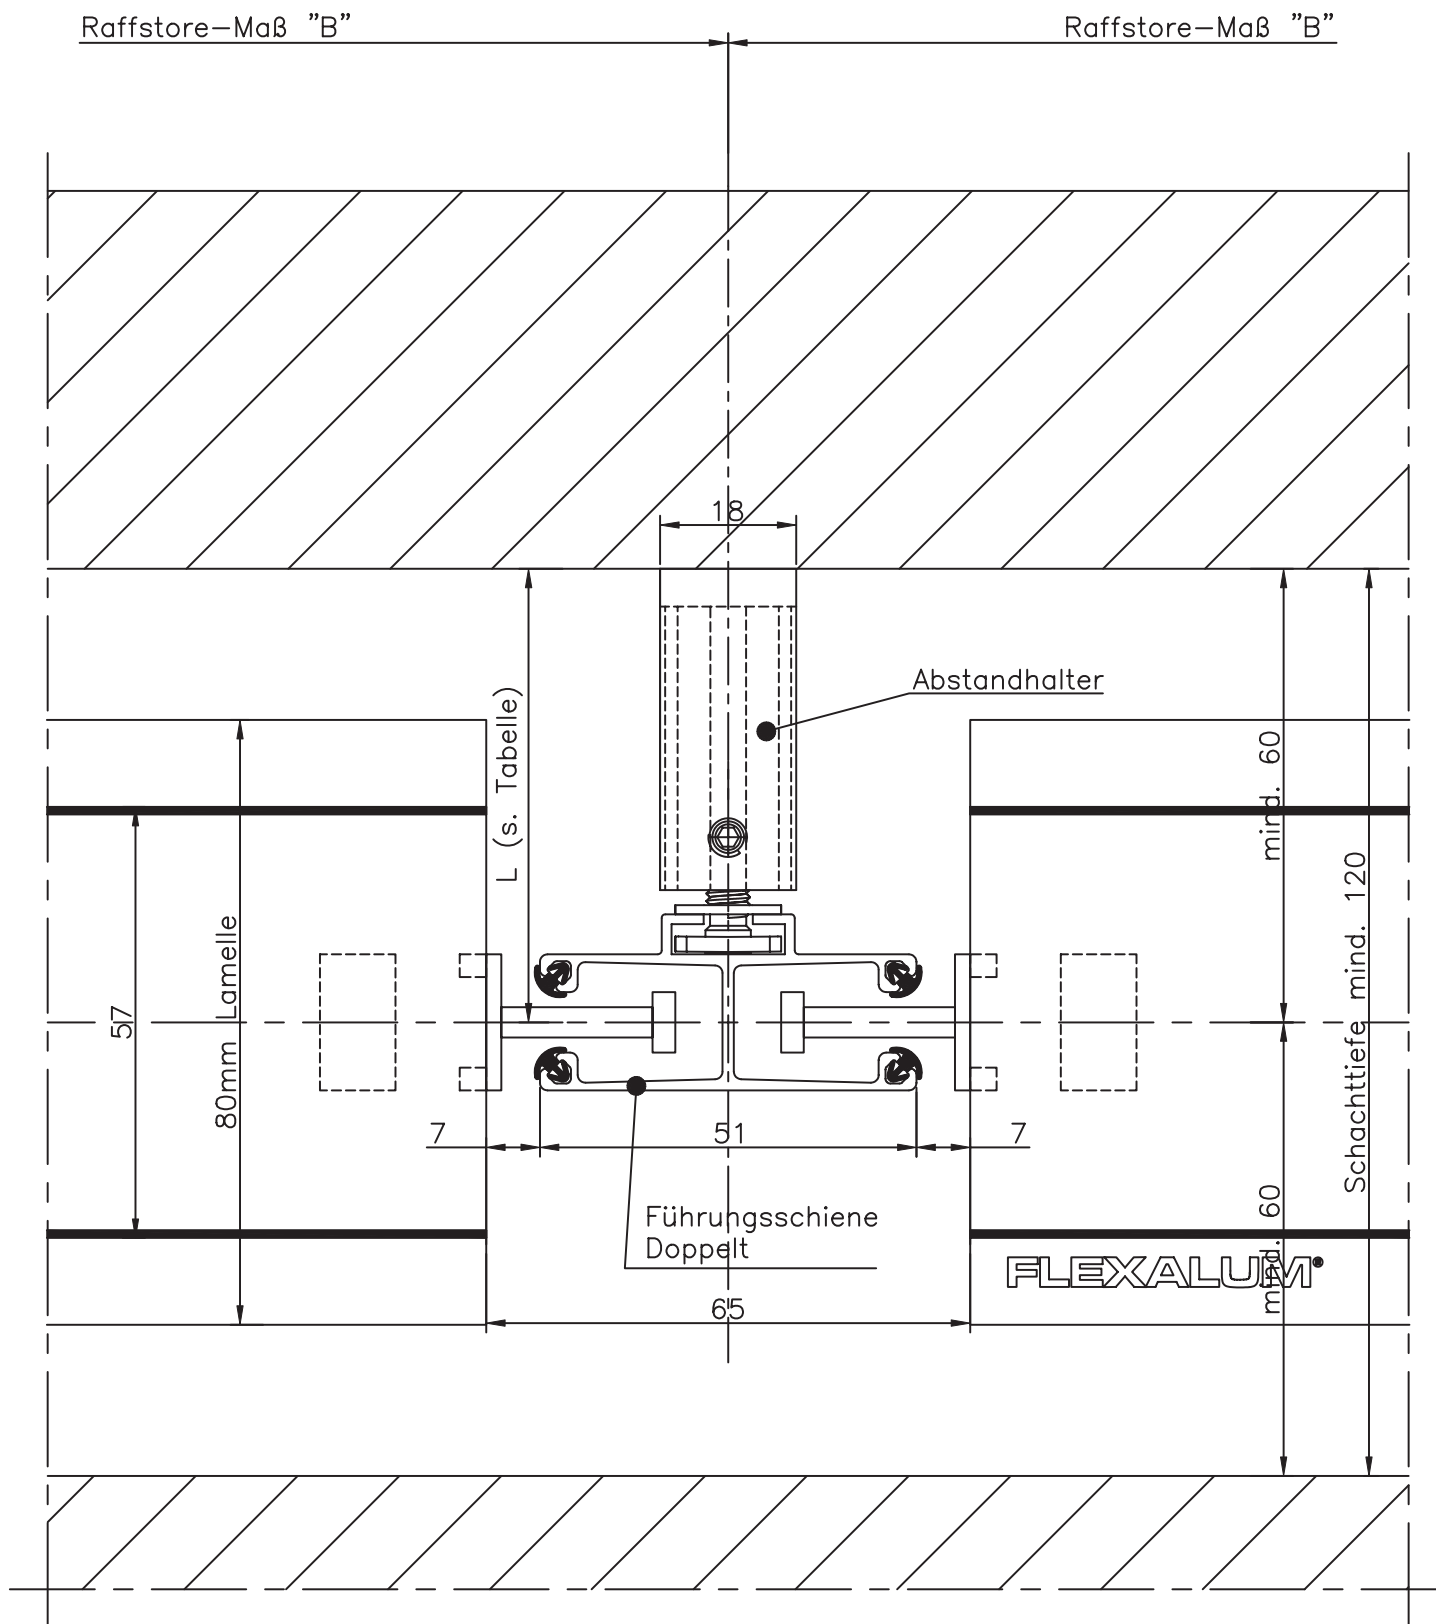 Raffstore-Maß "B"
Raffstore-Maß "B"
18
Abstandhalter
L (s. Tabelle)
mind. 60
Schachttiefe mind. 120
57
80mm Lamelle
7
51
7
mind. 60
Führungsschiene
Doppelt
FLEXALUM®
65